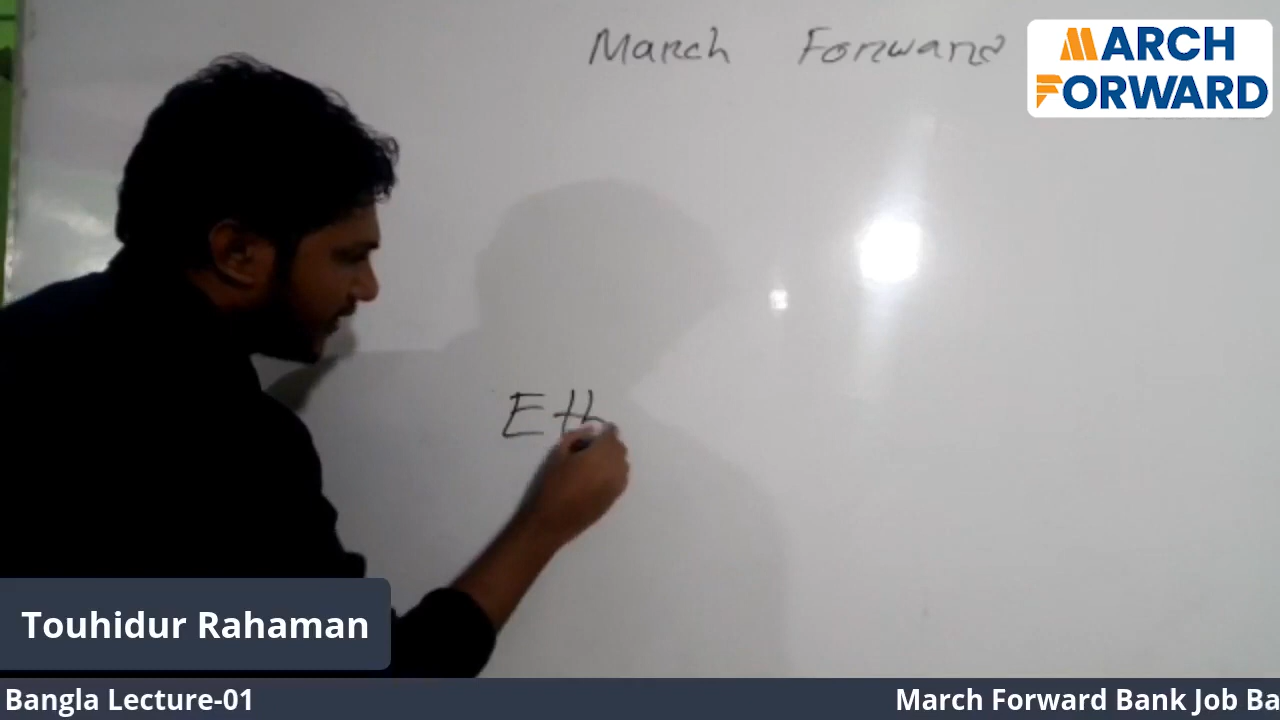 March Forward
MARCH
FORWARD
Eth
Touhidur Rahaman
Bangla Lecture-01
March Forward Bank Job Ba